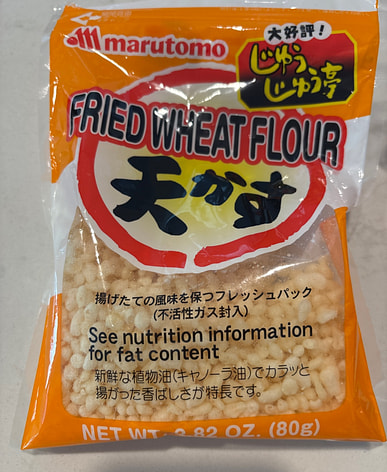 marutomo
大好評!
じゅう
じゅう亭
FRIED WHEAT FLOUR
天かす
揚げたての風味を保つフレッシュパック
(不活性ガス封入)
See nutrition information
for fat content
新鮮な植物油(キャノーラ油)でカラッと
揚がった香ばしさが特長です。
NET WT. 2.82 OZ. (80g)